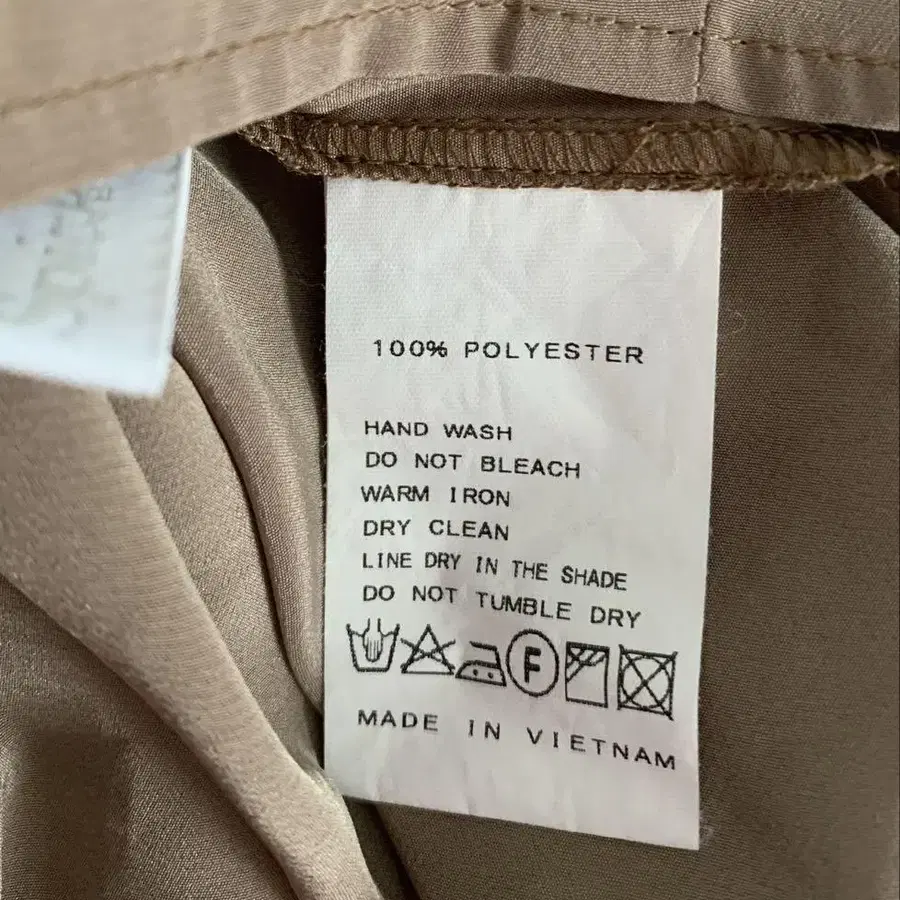 100% POLYESTER
HAND WASH
DO NOT BLEACH
WARM IRON
DRY CLEAN
LINE DRY IN THE SHADE
DO NOT TUMBLE DRY
F
MADE IN VIETNAM